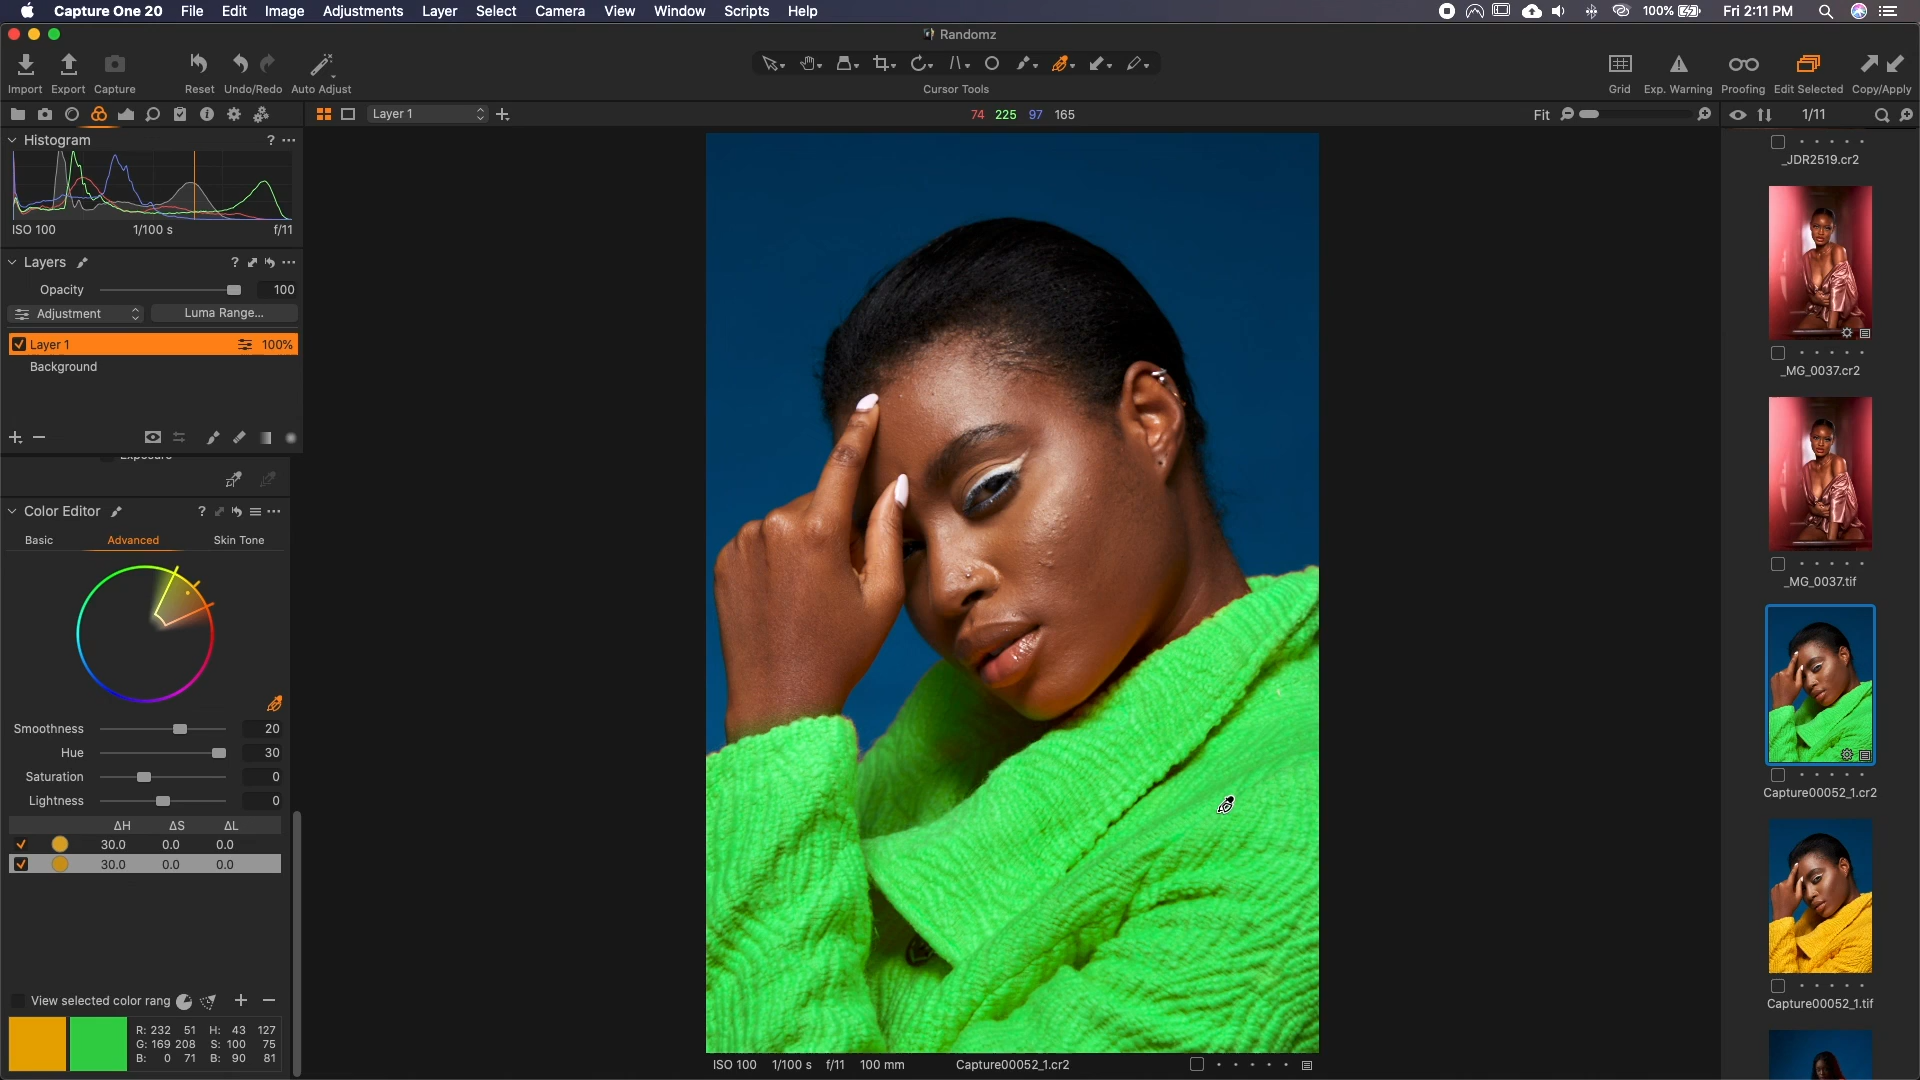 Capture One 20 File Edit Image Adjustments Layer Select Camera View Window Scripts Help 100% Fri 2:11 PM
Randomz
Import Export Capture Reset Undo/Redo Auto Adjust Cursor Tools Grid Exp. Warning Proofing Edit Selected Copy/Apply
Layer 1 74 225 97 165 Fit 1/11
Histogram ?
ISO 100 1/100 s f/11
Layers ?
Opacity 100
Adjustment Luma Range...
Layer 1 100%
Background
Exposure
Color Editor ?
Basic Advanced Skin Tone
Smoothness 20
Hue 30
Saturation 0
Lightness 0
ΔH ΔS ΔL
30.0 0.0 0.0
30.0 0.0 0.0
View selected color rang
R: 232 51 H: 43 127
G: 169 208 S: 100 75
B: 0 71 B: 90 81
ISO 100 1/100 s f/11 100 mm Capture00052_1.cr2
_JDR2519.cr2
_MG_0037.cr2
_MG_0037.tif
Capture00052_1.cr2
Capture00052_1.tif